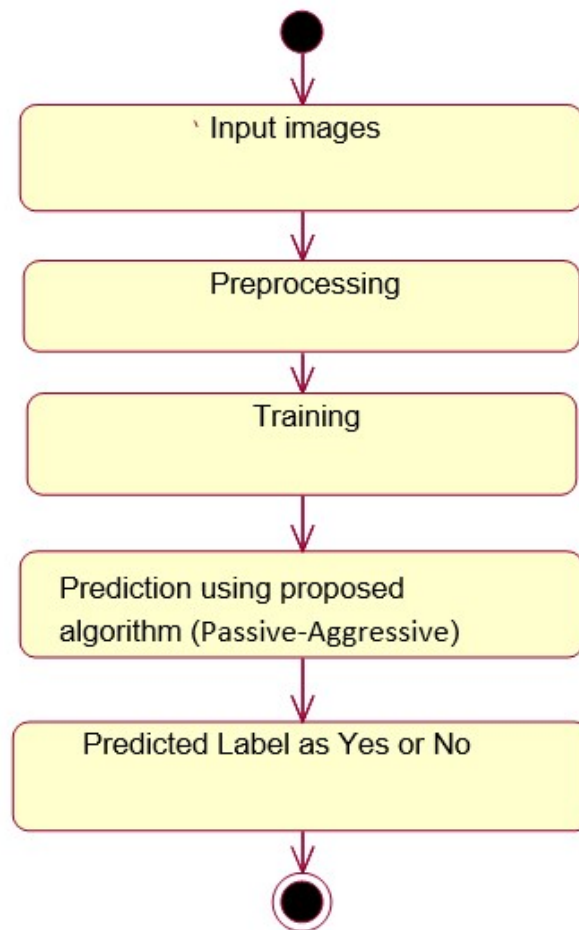 Input images
Preprocessing
Training
Prediction using proposed
algorithm (Passive-Aggressive)
Predicted Label as Yes or No